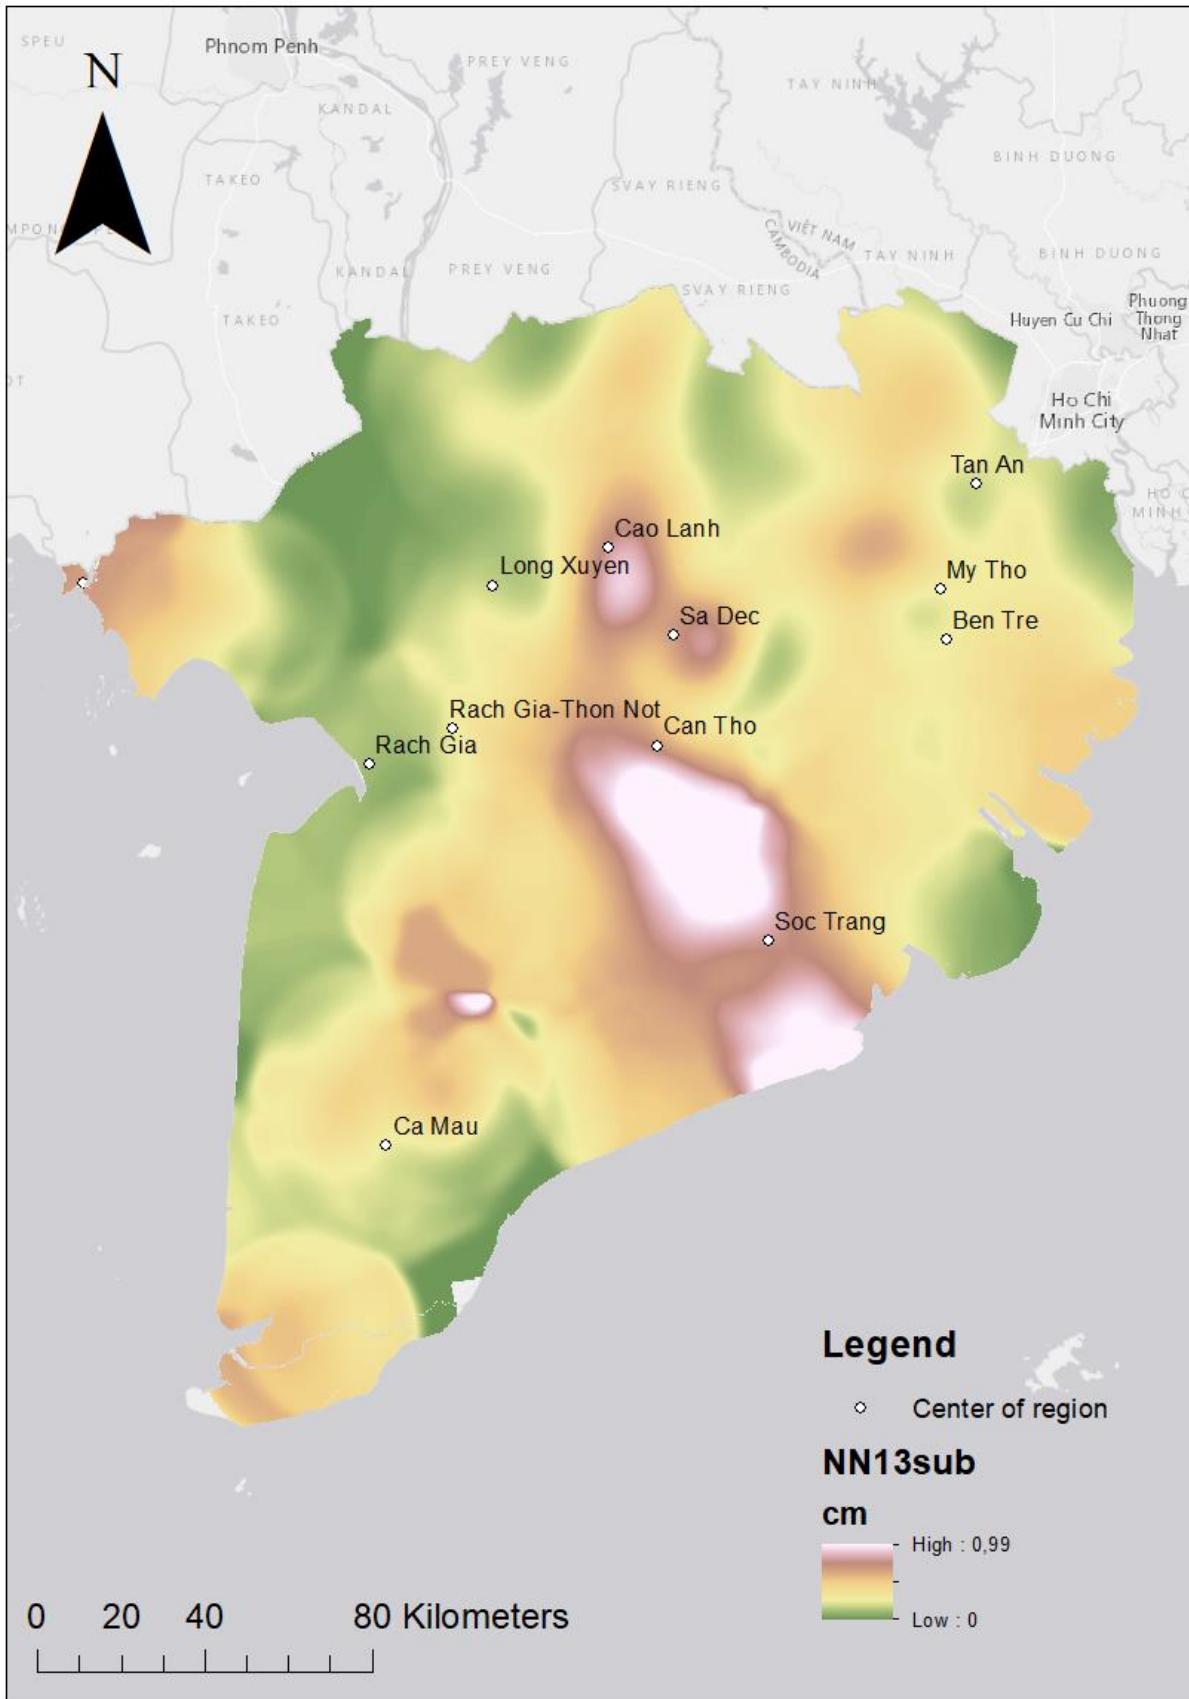 SPEU
Phnom Penh
PREY VENG
TAY NINH
N
KANDAL
BINH DUONG
TAKEO
SVAY RIENG
VIỆT NAM
CAMBODIA
TAY NINH
BINH DUONG
KANDAL
PREY VENG
SVAY RIENG
TAKEO
Huyen Cu Chi
Phuong
Thong
Nhat
Ho Chi
Minh City
Tan An
HO C
MINH
Cao Lanh
Long Xuyen
My Tho
Sa Dec
Ben Tre
Rach Gia-Thon Not
Can Tho
Rach Gia
Soc Trang
Ca Mau
Legend
Center of region
NN13sub
cm
High : 0,99
Low : 0
0 20 40 80 Kilometers